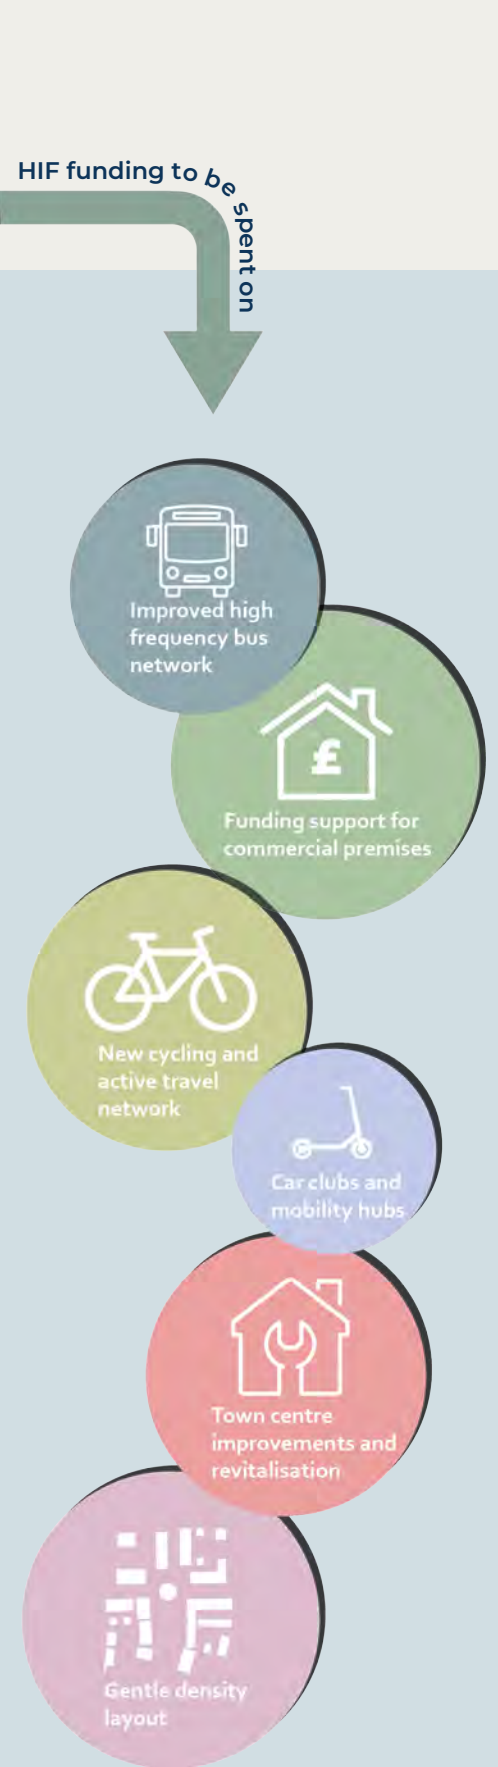 HIF funding to be spent on
Improved high
frequency bus
network
£
Funding support for
commercial premises
New cycling and
active travel
network
Car clubs and
mobility hubs
Town centre
improvements and
revitalisation
Gentle density
layout